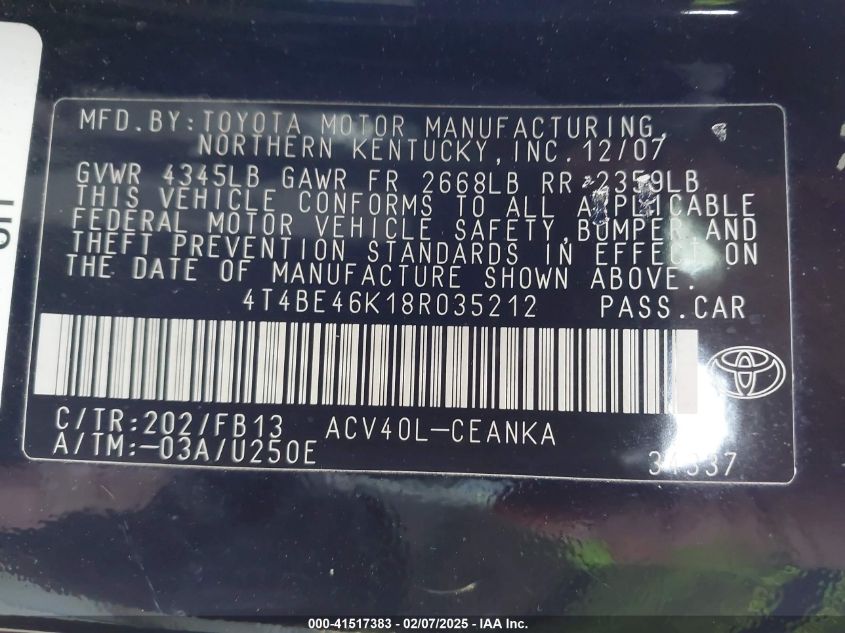 MFD.BY:TOYOTA MOTOR MANUFACTURING,
NORTHERN KENTUCKY,INC.12/07
GVWR 4345LB GAWR FR 2668LB RR 2359LB
THIS VEHICLE CONFORMS TO ALL APPLICABLE
FEDERAL MOTOR VEHICLE SAFETY,BUMPER,AND
THEFT PREVENTION STANDARDS IN EFFECT ON
THE DATE OF MANUFACTURE SHOWN ABOVE.
4T4BE46K18R035212 PASS.CAR
C/TR:202/FB13 ACV40L-CEANKA
A/TM:-03A/U250E
000-41517383 - 02/07/2025 - IAA Inc.